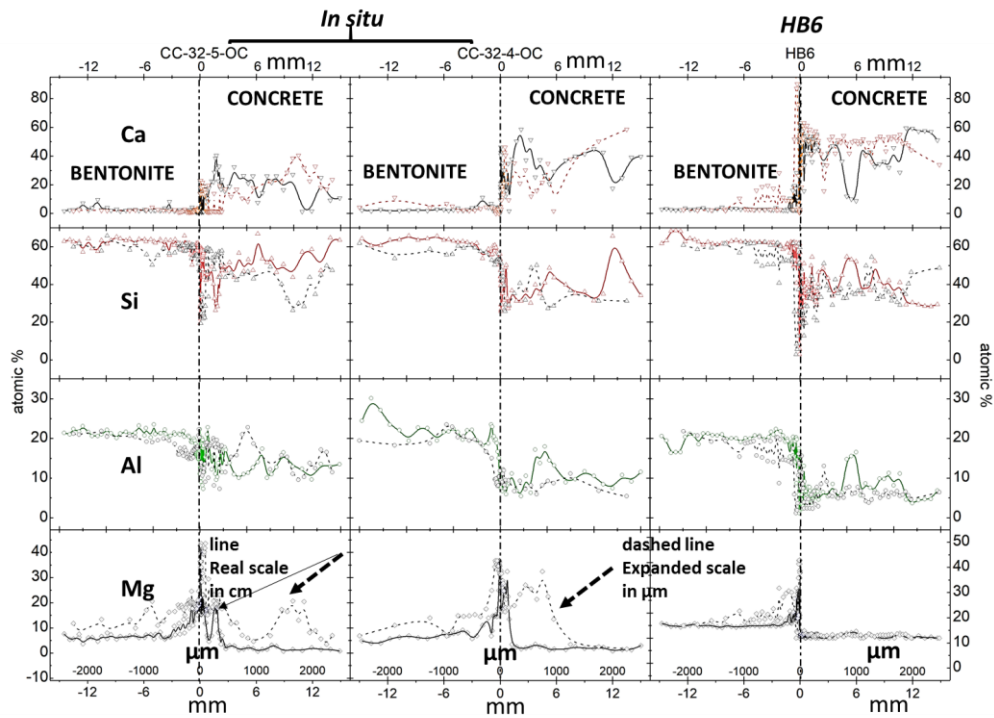 In situ
HB6
CC-32-5-OC
CC-32-4-OC
HB6
-12 -6 0 6 mm 12
-12 -6 0 6 mm 12
-12 -6 0 6 mm 12
80
60
40
20
0
Ca
BENTONITE
CONCRETE
BENTONITE
CONCRETE
BENTONITE
CONCRETE
80
60
40
20
0
60
40
20
0
Si
60
40
20
0
atomic %
atomic %
30
20
10
0
Al
30
20
10
0
40
30
20
10
0
-10
Mg
line
Real scale
in cm
dashed line
Expanded scale
in µm
50
40
30
20
10
0
µm
µm
µm
-2000 -1000 0 1000 2000
-2000 -1000 0 1000 2000
-2000 -1000 0 1000 2000
-12 -6 0 6 12
-12 -6 0 6 12
-12 -6 0 6 12
mm
mm
mm